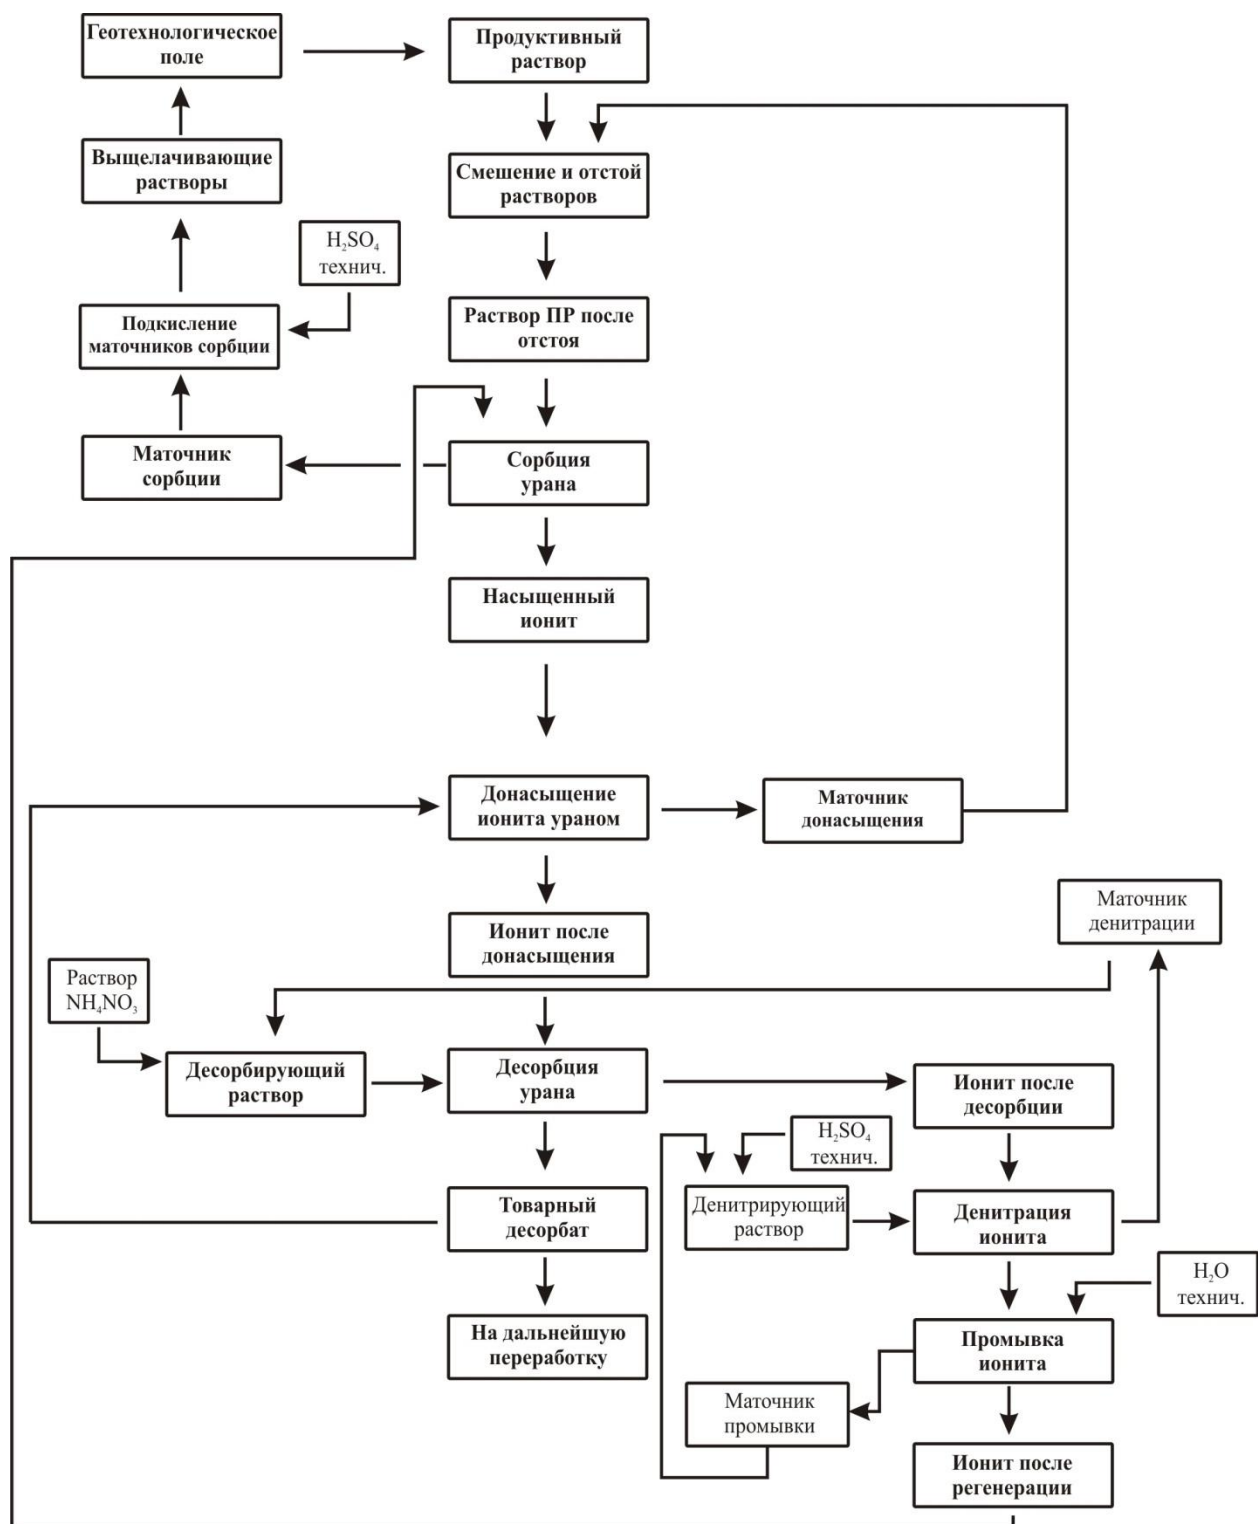 Геотехнологическое
поле
Продуктивный
раствор
Выщелачивающие
растворы
Смешение и отстой
растворов
H₂SO₄
технич.
Подкисление
маточников сорбции
Раствор ПР после
отстоя
Маточник
сорбции
Сорбция
урана
Насыщенный
ионит
Донасыщение
ионита ураном
Маточник
донасыщения
Маточник
денитрации
Ионит после
донасыщения
Раствор
NH₄NO₃
Десорбирующий
раствор
Десорбция
урана
Ионит после
десорбции
H₂SO₄
технич.
Товарный
десорбат
Денитрирующий
раствор
Денитрация
ионита
H₂O
технич.
На дальнейшую
переработку
Промывка
ионита
Маточник
промывки
Ионит после
регенерации